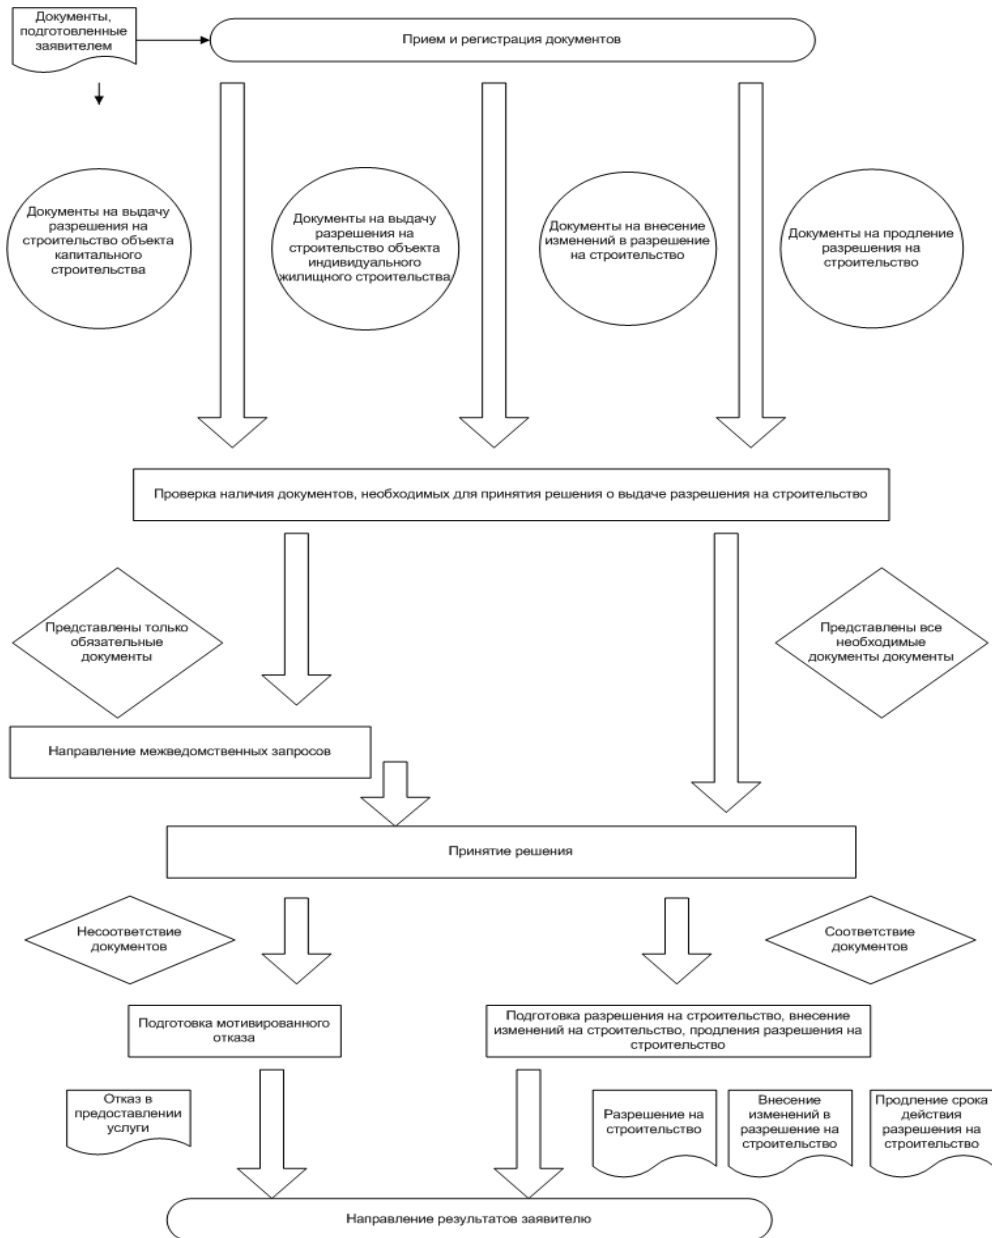 Документы,
подготовленные
заявителем
Прием и регистрация документов
Документы на выдачу
разрешения на
строительство объекта
капитального
строительства
Документы на выдачу
разрешения на
строительство объекта
индивидуального
жилищного строительства
Документы на внесение
изменений в разрешение
на строительство
Документы на продление
разрешения на
строительство
Проверка наличия документов, необходимых для принятия решения о выдаче разрешения на строительство
Представлены только
обязательные
документы
Представлены все
необходимые
документы документы
Направление межведомственных запросов
Принятие решения
Несоответствие
документов
Соответствие
документов
Подготовка мотивированного
отказа
Подготовка разрешения на строительство, внесение
изменений на строительство, продления разрешения на
строительство
Отказ в
предоставлении
услуги
Разрешение на
строительство
Внесение
изменений в
разрешение на
строительство
Продление срока
действия
разрешения на
строительство
Направление результатов заявителю